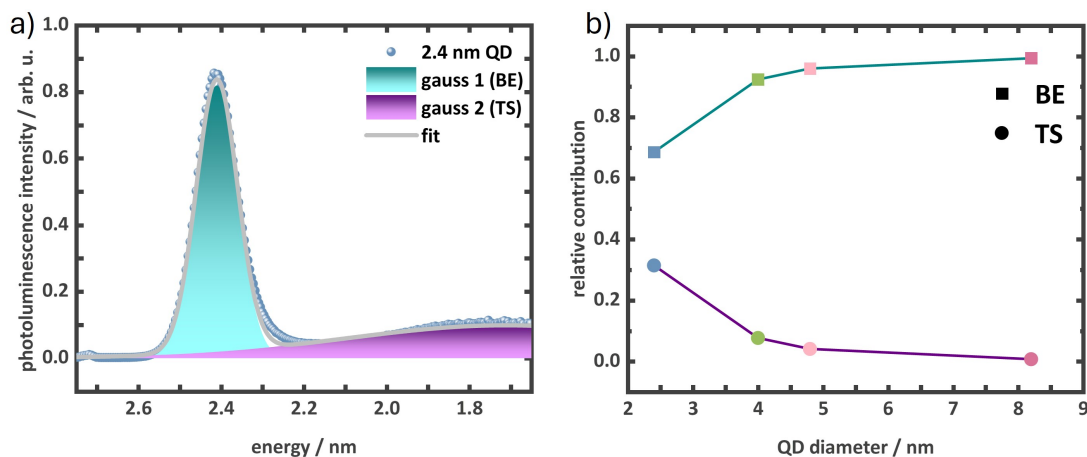 a)
photoluminescence intensity / arb. u.
1.0
0.8
0.6
0.4
0.2
0.0
2.6 2.4 2.2 2.0 1.8
energy / nm
2.4 nm QD
gauss 1 (BE)
gauss 2 (TS)
fit
b)
relative contribution
1.0
0.8
0.6
0.4
0.2
0.0
2 3 4 5 6 7 8 9
QD diameter / nm
BE
TS